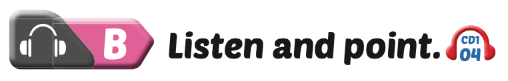 B Listen and point. CD1 04